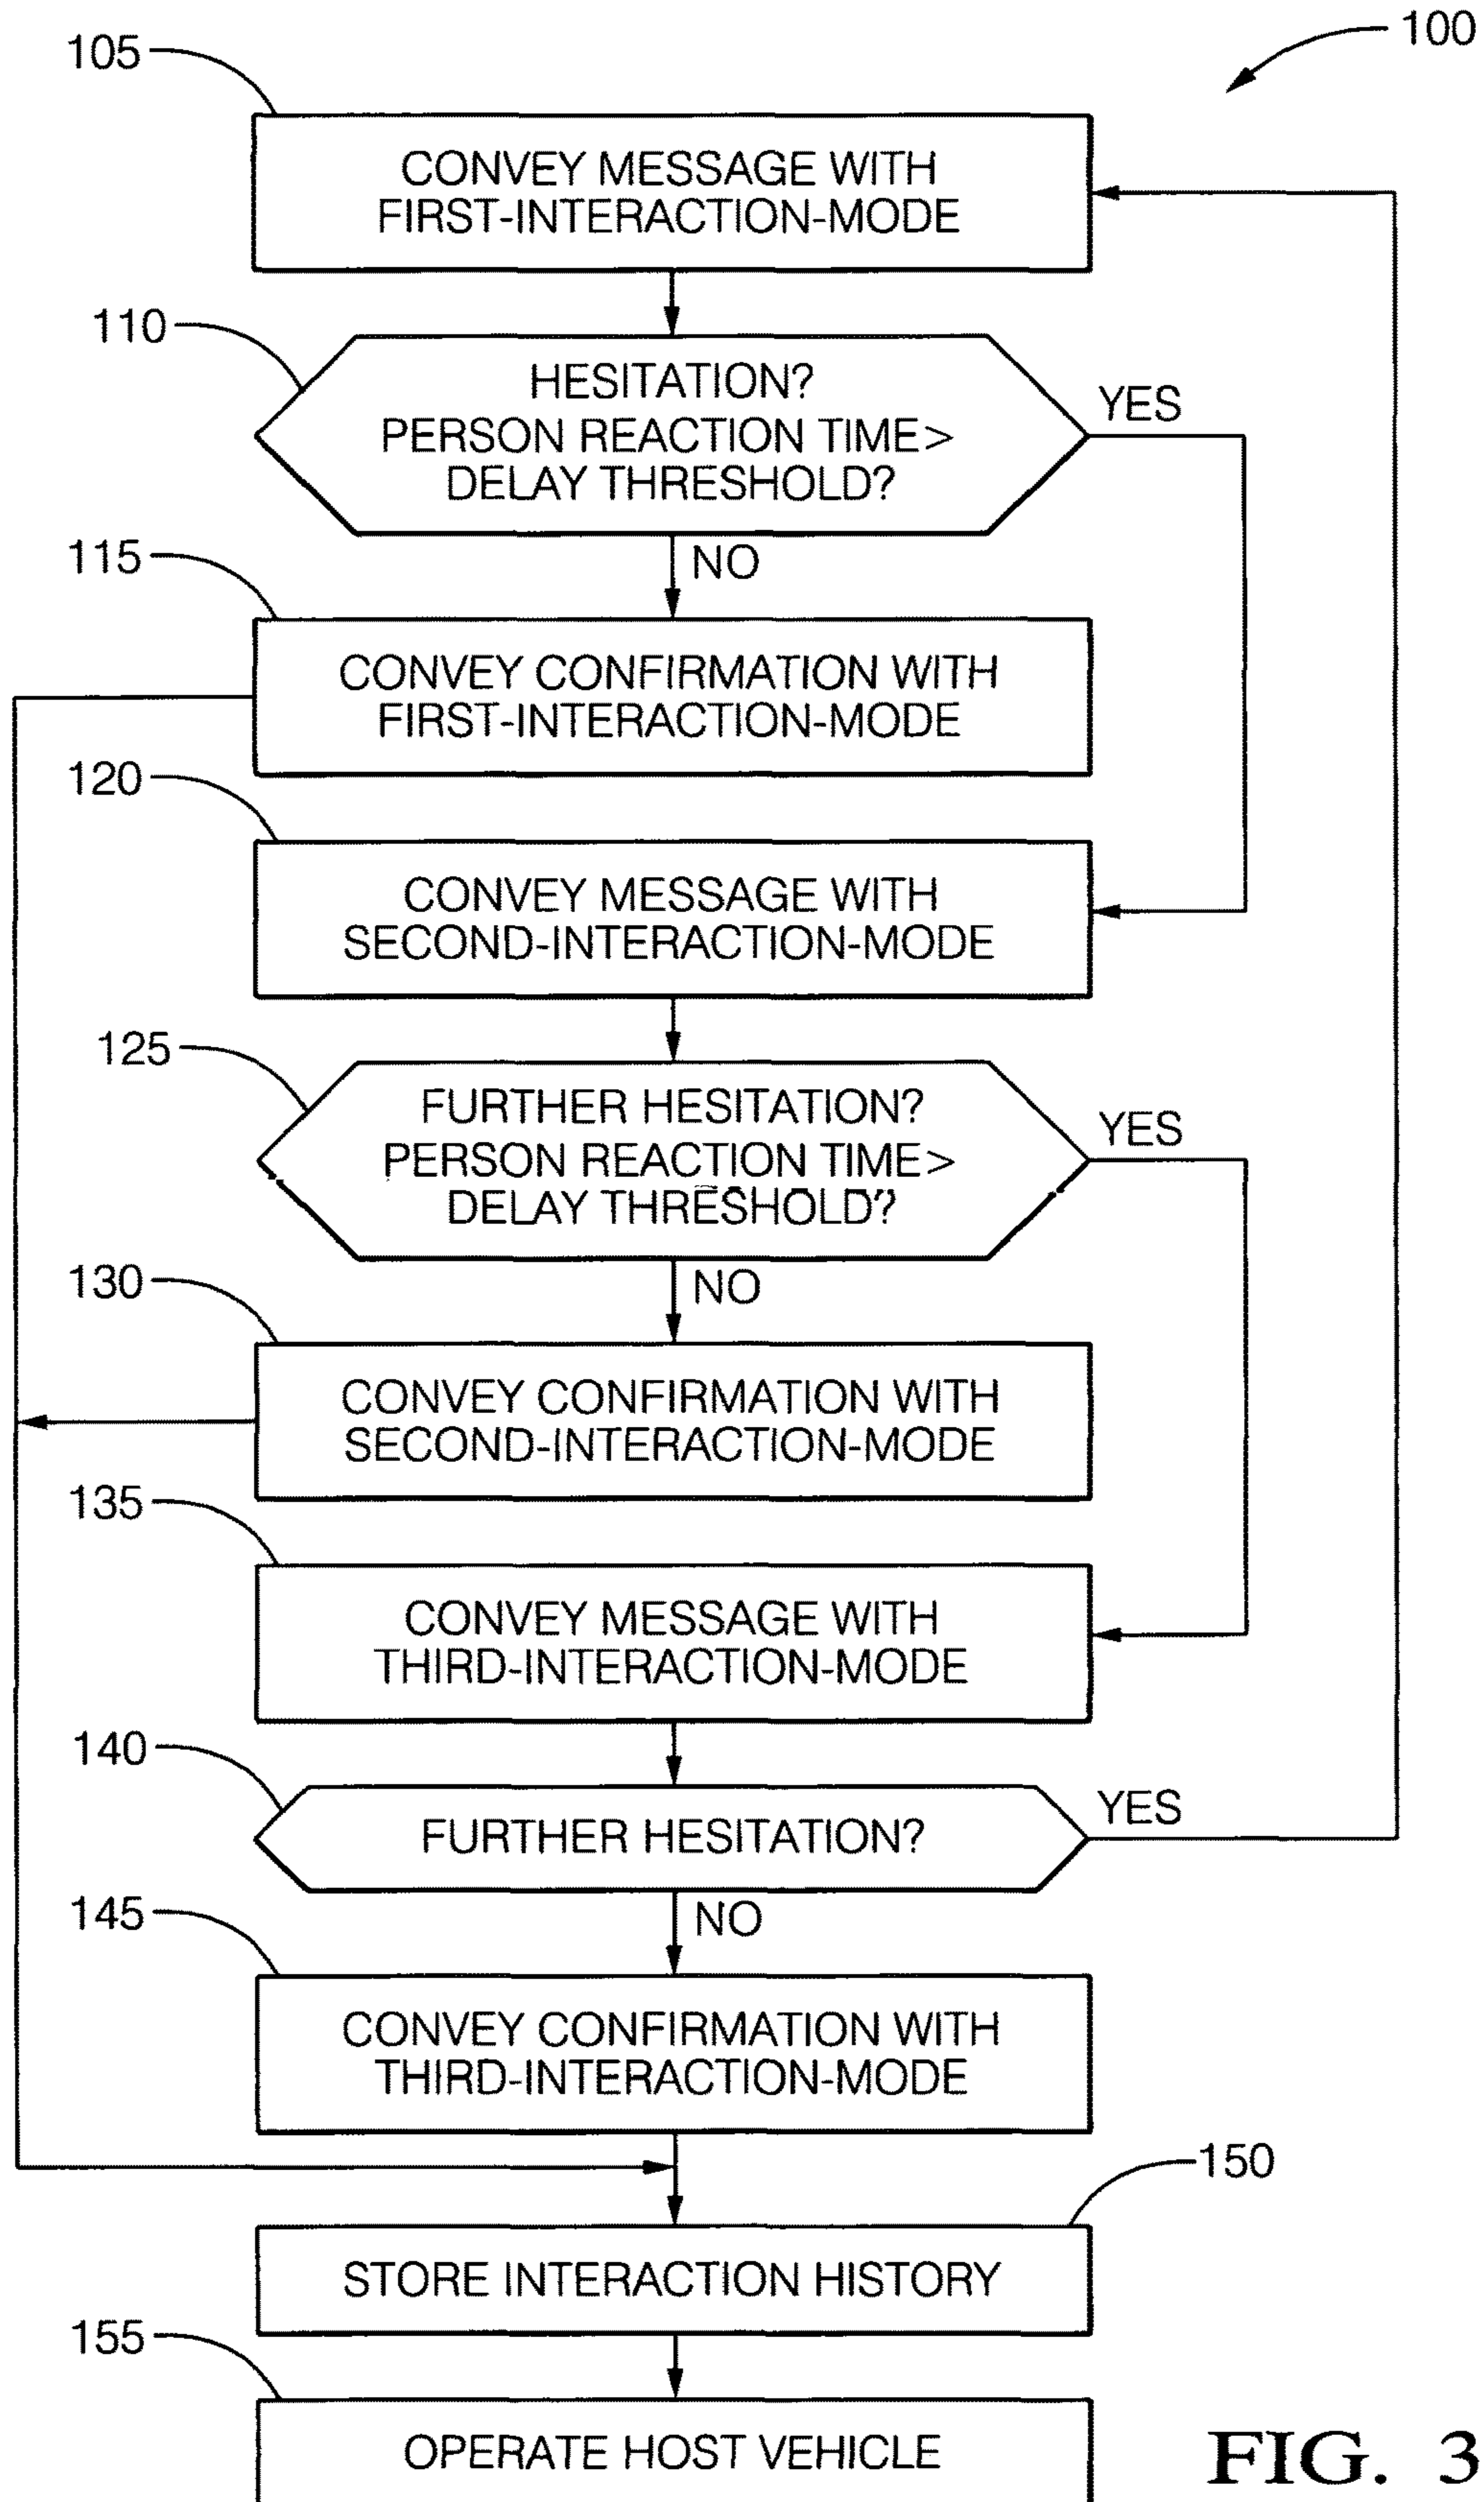 100
105
CONVEY MESSAGE WITH
FIRST-INTERACTION-MODE
110
HESITATION?
PERSON REACTION TIME>
DELAY THRESHOLD?
YES
NO
115
CONVEY CONFIRMATION WITH
FIRST-INTERACTION-MODE
120
CONVEY MESSAGE WITH
SECOND-INTERACTION-MODE
125
FURTHER HESITATION?
PERSON REACTION TIME>
DELAY THRESHOLD?
YES
NO
130
CONVEY CONFIRMATION WITH
SECOND-INTERACTION-MODE
135
CONVEY MESSAGE WITH
THIRD-INTERACTION-MODE
140
FURTHER HESITATION?
YES
NO
145
CONVEY CONFIRMATION WITH
THIRD-INTERACTION-MODE
150
STORE INTERACTION HISTORY
155
OPERATE HOST VEHICLE
FIG. 3